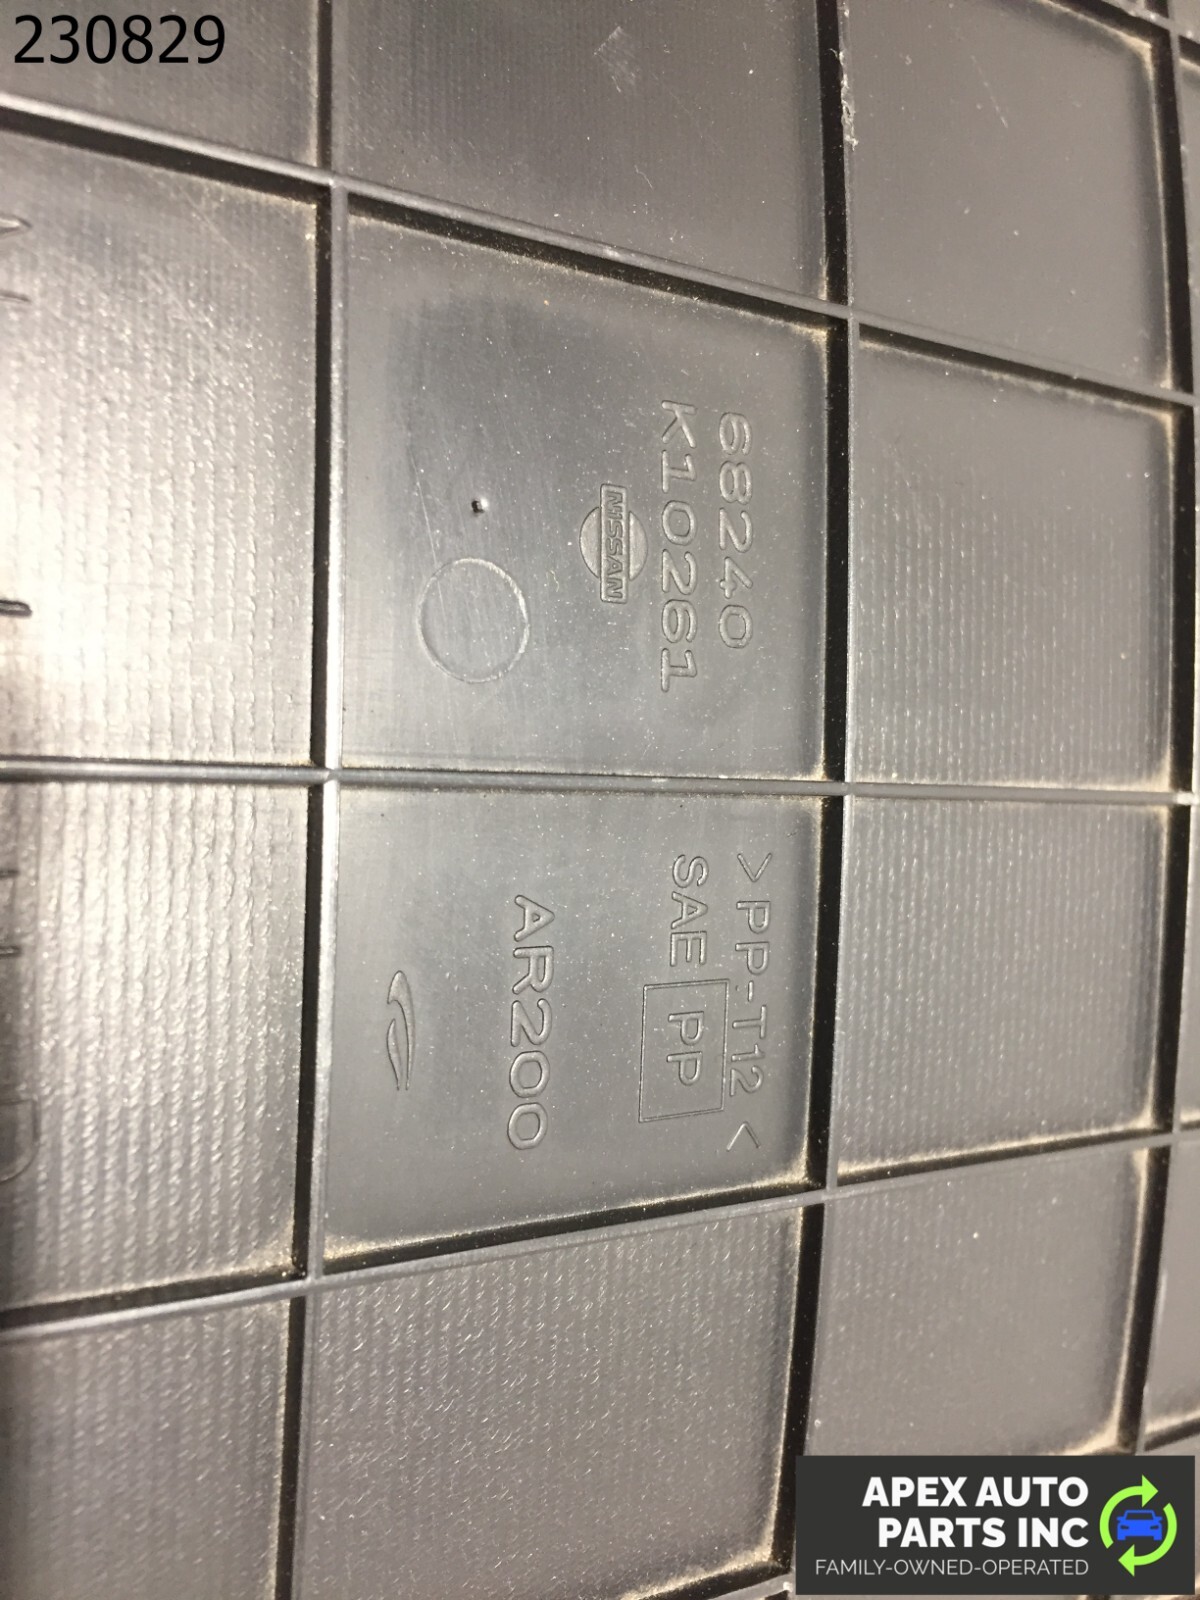 230829
68240
K10261
NISSAN
>PP-T12<
SAE PP
AR200
APEX AUTO
PARTS INC
FAMILY-OWNED-OPERATED